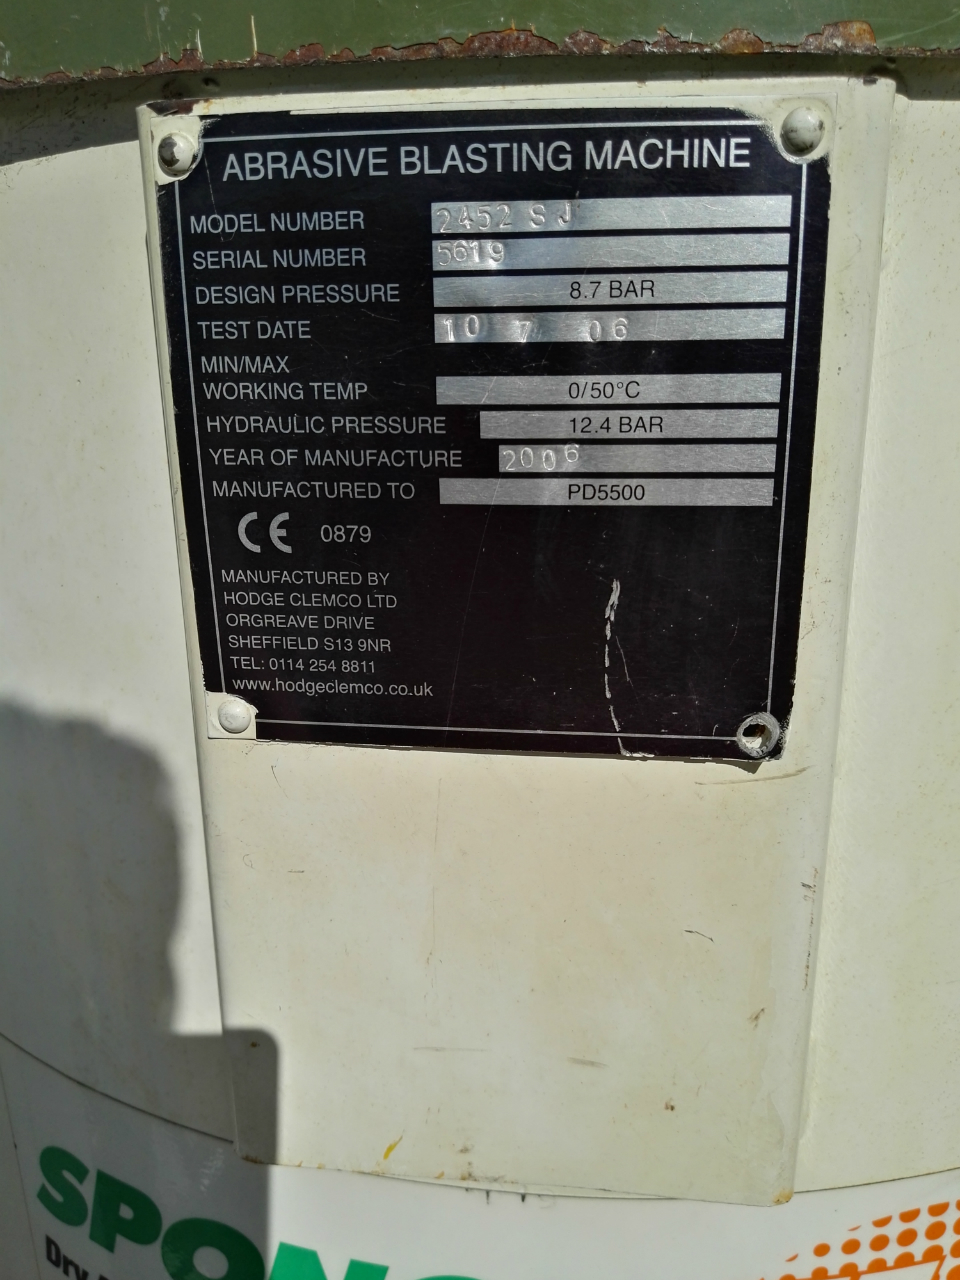 ABRASIVE BLASTING MACHINE
MODEL NUMBER 2452 SJ
SERIAL NUMBER 5619
DESIGN PRESSURE 8.7 BAR
TEST DATE 10 7 06
MIN/MAX
WORKING TEMP 0/50°C
HYDRAULIC PRESSURE 12.4 BAR
YEAR OF MANUFACTURE 2006
MANUFACTURED TO PD5500
CE 0879
MANUFACTURED BY
HODGE CLEMCO LTD
ORGREAVE DRIVE
SHEFFIELD S13 9NR
TEL: 0114 254 8811
www.hodgeclemco.co.uk
SPON
Dry